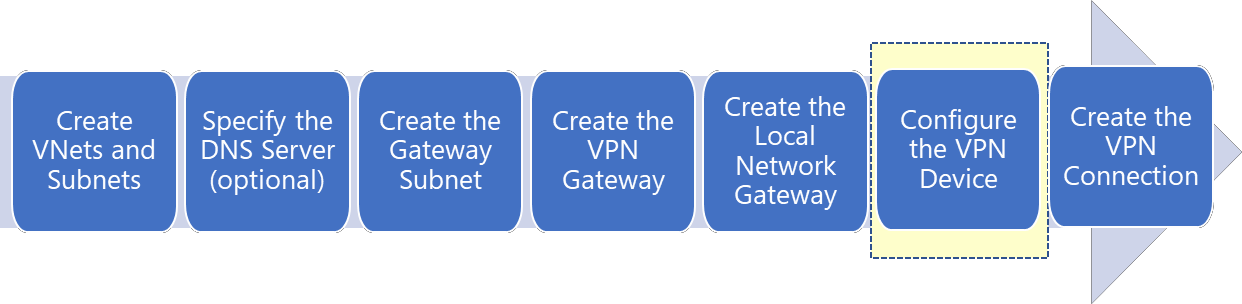 Create
VNets and
Subnets
Specify the
DNS Server
(optional)
Create the
Gateway
Subnet
Create the
VPN
Gateway
Create the
Local
Network
Gateway
Configure
the VPN
Device
Create the
VPN
Connection